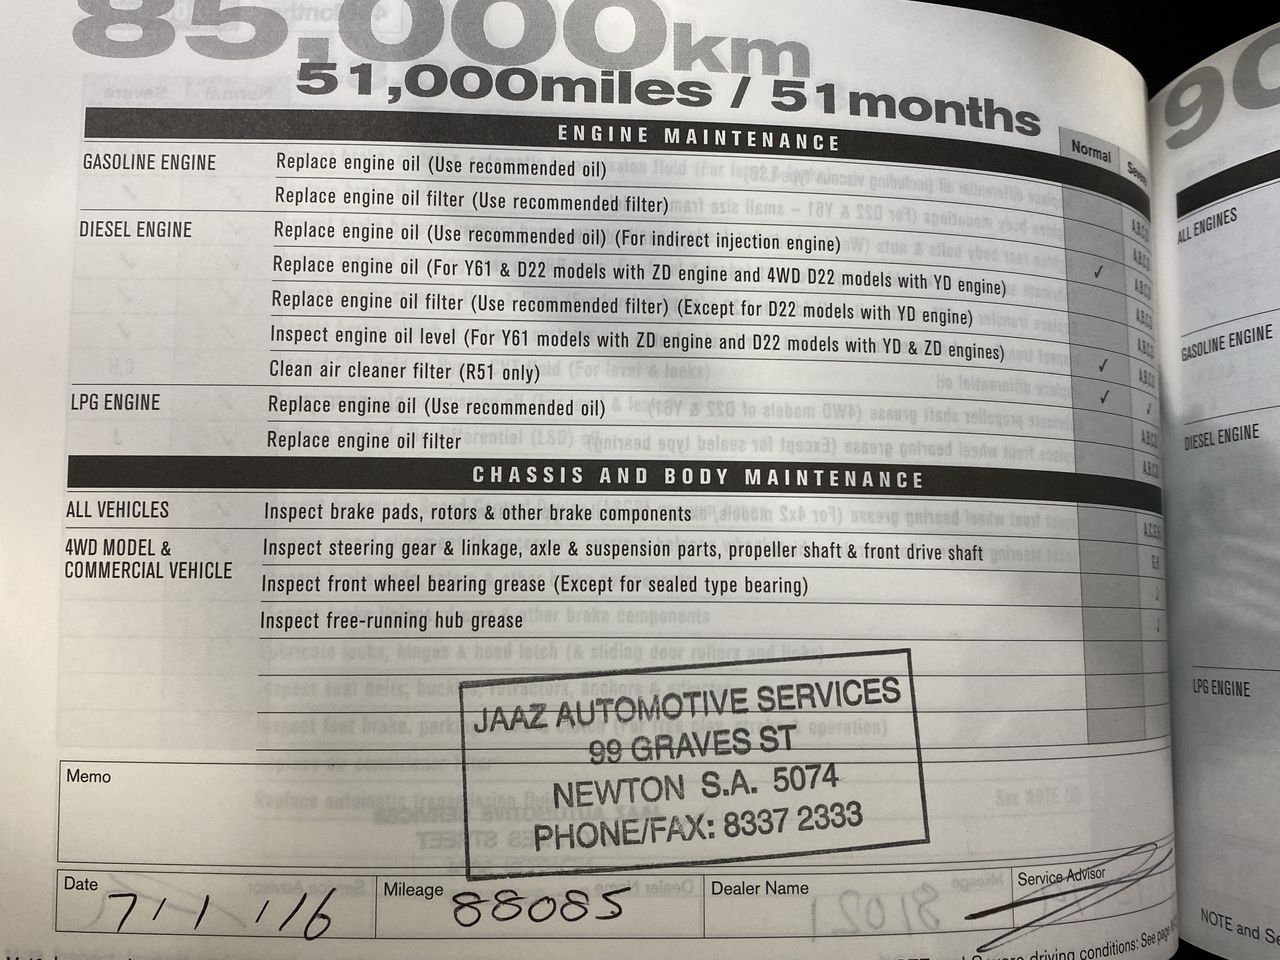 85,000km
51,000miles / 51months
ENGINE MAINTENANCE
Normal
GASOLINE ENGINE Replace engine oil (Use recommended oil)
Replace engine oil filter (Use recommended filter) A,B,C,D
DIESEL ENGINE Replace engine oil (Use recommended oil) (For indirect injection engine) A,B,C,D
Replace engine oil (For Y61 & D22 models with ZD engine and 4WD D22 models with YD engine) ✓ A,B,C,D
Replace engine oil filter (Use recommended filter) (Except for D22 models with YD engine) A,B,C,D
Inspect engine oil level (For Y61 models with ZD engine and D22 models with YD & ZD engines) ✓ A,B,C,D
Clean air cleaner filter (R51 only) ✓ ✓
LPG ENGINE Replace engine oil (Use recommended oil) A,B,C,D
Replace engine oil filter A,B,C,D
CHASSIS AND BODY MAINTENANCE
ALL VEHICLES Inspect brake pads, rotors & other brake components
4WD MODEL & Inspect steering gear & linkage, axle & suspension parts, propeller shaft & front drive shaft
COMMERCIAL VEHICLE
Inspect front wheel bearing grease (Except for sealed type bearing) J
Inspect free-running hub grease J
JAAZ AUTOMOTIVE SERVICES
99 GRAVES ST
NEWTON S.A. 5074
PHONE/FAX: 8337 2333
Memo
Date 7/1/16
Mileage 88085
Dealer Name
Service Advisor
driving conditions: See page
90
ALL ENGINES
GASOLINE ENGINE
DIESEL ENGINE
LPG ENGINE
NOTE and